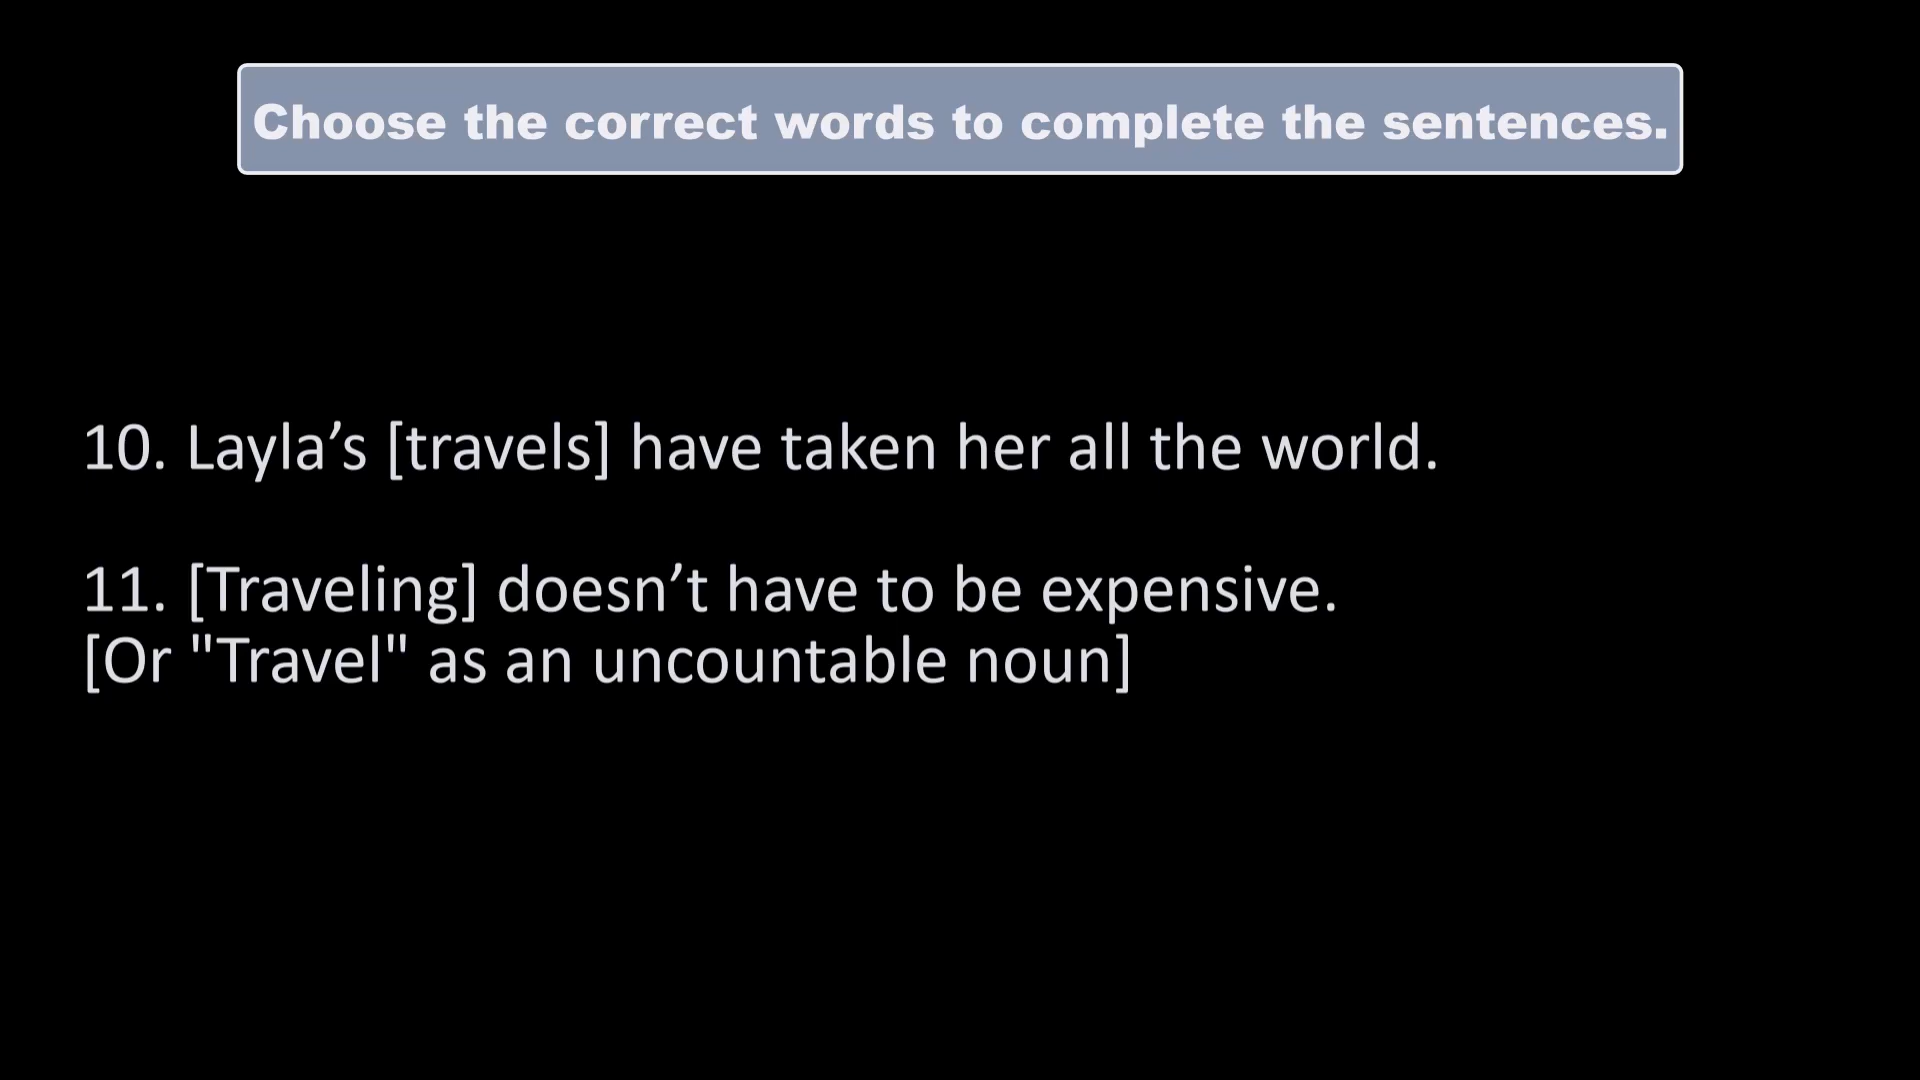 Choose the correct words to complete the sentences.
10. Layla’s [travels] have taken her all the world.
11. [Traveling] doesn’t have to be expensive.
[Or "Travel" as an uncountable noun]